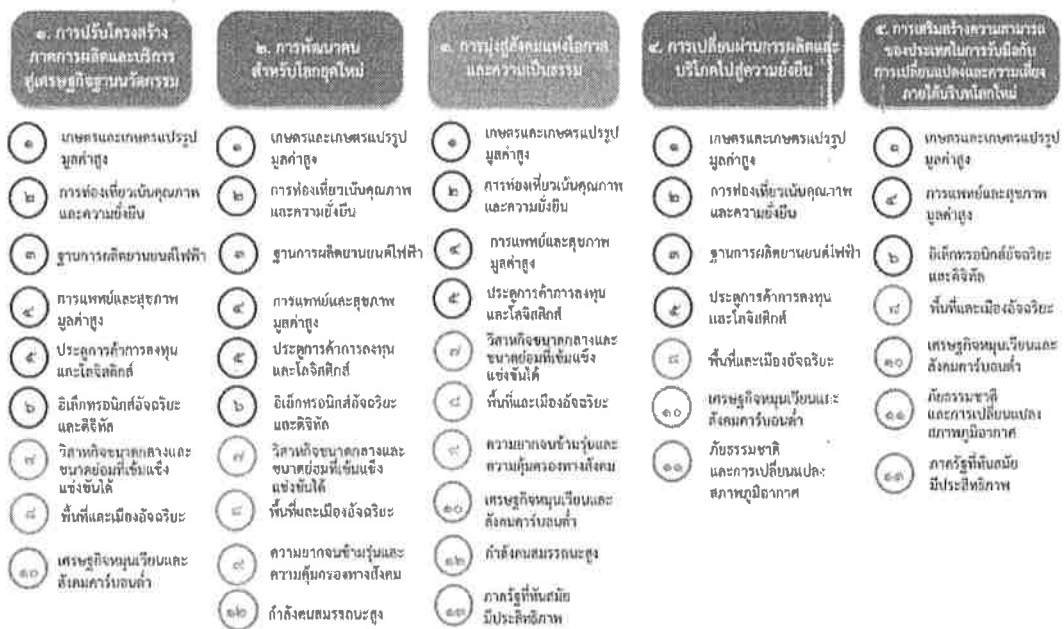 ๑. การปรับโครงสร้าง
ภาคการผลิตและบริการ
สู่เศรษฐกิจฐานนวัตกรรม
๑
เกษตรและเกษตรแปรรูป
มูลค่าสูง
๒
การท่องเที่ยวเน้นคุณภาพ
และความยั่งยืน
๓
ฐานการผลิตยานยนต์ไฟฟ้า
๔
การแพทย์และสุขภาพ
มูลค่าสูง
๕
ประตูการค้าการลงทุน
และโลจิสติกส์
๖
อิเล็กทรอนิกส์อัจฉริยะ
และดิจิทัล
๗
วิสาหกิจขนาดกลางและ
ขนาดย่อมที่เข้มแข็ง
แข่งขันได้
๘
พื้นที่และเมืองอัจฉริยะ
๑๐
เศรษฐกิจหมุนเวียนและ
สังคมคาร์บอนต่ำ
๒. การพัฒนาคน
สำหรับโลกยุคใหม่
๑
เกษตรและเกษตรแปรรูป
มูลค่าสูง
๒
การท่องเที่ยวเน้นคุณภาพ
และความยั่งยืน
๓
ฐานการผลิตยานยนต์ไฟฟ้า
๔
การแพทย์และสุขภาพ
มูลค่าสูง
๕
ประตูการค้าการลงทุน
และโลจิสติกส์
๖
อิเล็กทรอนิกส์อัจฉริยะ
และดิจิทัล
๗
วิสาหกิจขนาดกลางและ
ขนาดย่อมที่เข้มแข็ง
แข่งขันได้
๘
พื้นที่และเมืองอัจฉริยะ
๙
ความยากจนข้ามรุ่นและ
ความคุ้มครองทางสังคม
๑๒
กำลังคนสมรรถนะสูง
๓. การมุ่งสู่สังคมแห่งโอกาส
และความเป็นธรรม
๑
เกษตรและเกษตรแปรรูป
มูลค่าสูง
๒
การท่องเที่ยวเน้นคุณภาพ
และความยั่งยืน
๔
การแพทย์และสุขภาพ
มูลค่าสูง
๕
ประตูการค้าการลงทุน
และโลจิสติกส์
๗
วิสาหกิจขนาดกลางและ
ขนาดย่อมที่เข้มแข็ง
แข่งขันได้
๘
พื้นที่และเมืองอัจฉริยะ
๙
ความยากจนข้ามรุ่นและ
ความคุ้มครองทางสังคม
๑๐
เศรษฐกิจหมุนเวียนและ
สังคมคาร์บอนต่ำ
๑๒
กำลังคนสมรรถนะสูง
๑๓
ภาครัฐที่ทันสมัย
มีประสิทธิภาพ
๔. การเปลี่ยนผ่านการผลิตและ
บริโภคไปสู่ความยั่งยืน
๑
เกษตรและเกษตรแปรรูป
มูลค่าสูง
๒
การท่องเที่ยวเน้นคุณภาพ
และความยั่งยืน
๓
ฐานการผลิตยานยนต์ไฟฟ้า
๕
ประตูการค้าการลงทุน
และโลจิสติกส์
๘
พื้นที่และเมืองอัจฉริยะ
๑๐
เศรษฐกิจหมุนเวียนและ
สังคมคาร์บอนต่ำ
๑๑
ภัยธรรมชาติ
และการเปลี่ยนแปลง
สภาพภูมิอากาศ
๕. การเสริมสร้างความสามารถ
ของประเทศในการรับมือกับ
การเปลี่ยนแปลงและความเสี่ยง
ภายใต้บริบทโลกใหม่
๑
เกษตรและเกษตรแปรรูป
มูลค่าสูง
๔
การแพทย์และสุขภาพ
มูลค่าสูง
๖
อิเล็กทรอนิกส์อัจฉริยะ
และดิจิทัล
๘
พื้นที่และเมืองอัจฉริยะ
๑๐
เศรษฐกิจหมุนเวียนและ
สังคมคาร์บอนต่ำ
๑๑
ภัยธรรมชาติ
และการเปลี่ยนแปลง
สภาพภูมิอากาศ
๑๓
ภาครัฐที่ทันสมัย
มีประสิทธิภาพ